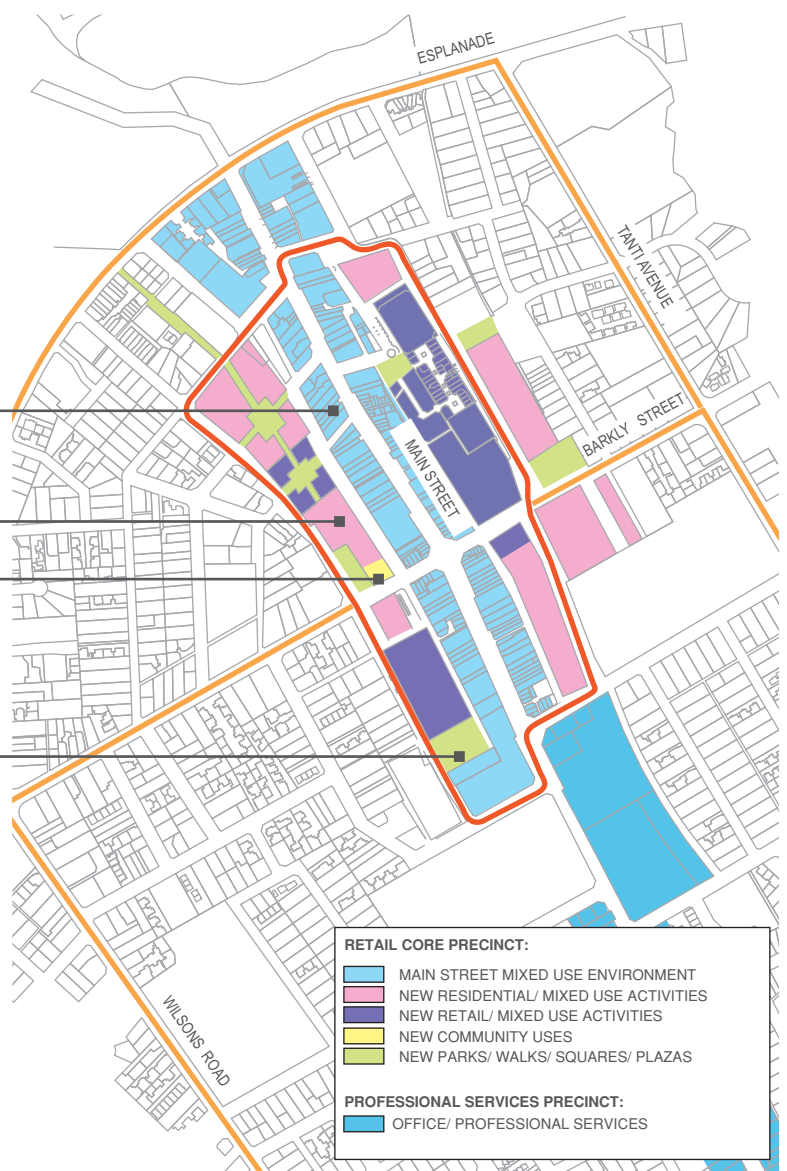 ESPLANADE
TANTI AVENUE
BARKLY STREET
MAIN STREET
WILSONS ROAD
RETAIL CORE PRECINCT:
MAIN STREET MIXED USE ENVIRONMENT
NEW RESIDENTIAL/ MIXED USE ACTIVITIES
NEW RETAIL/ MIXED USE ACTIVITIES
NEW COMMUNITY USES
NEW PARKS/ WALKS/ SQUARES/ PLAZAS
PROFESSIONAL SERVICES PRECINCT:
OFFICE/ PROFESSIONAL SERVICES